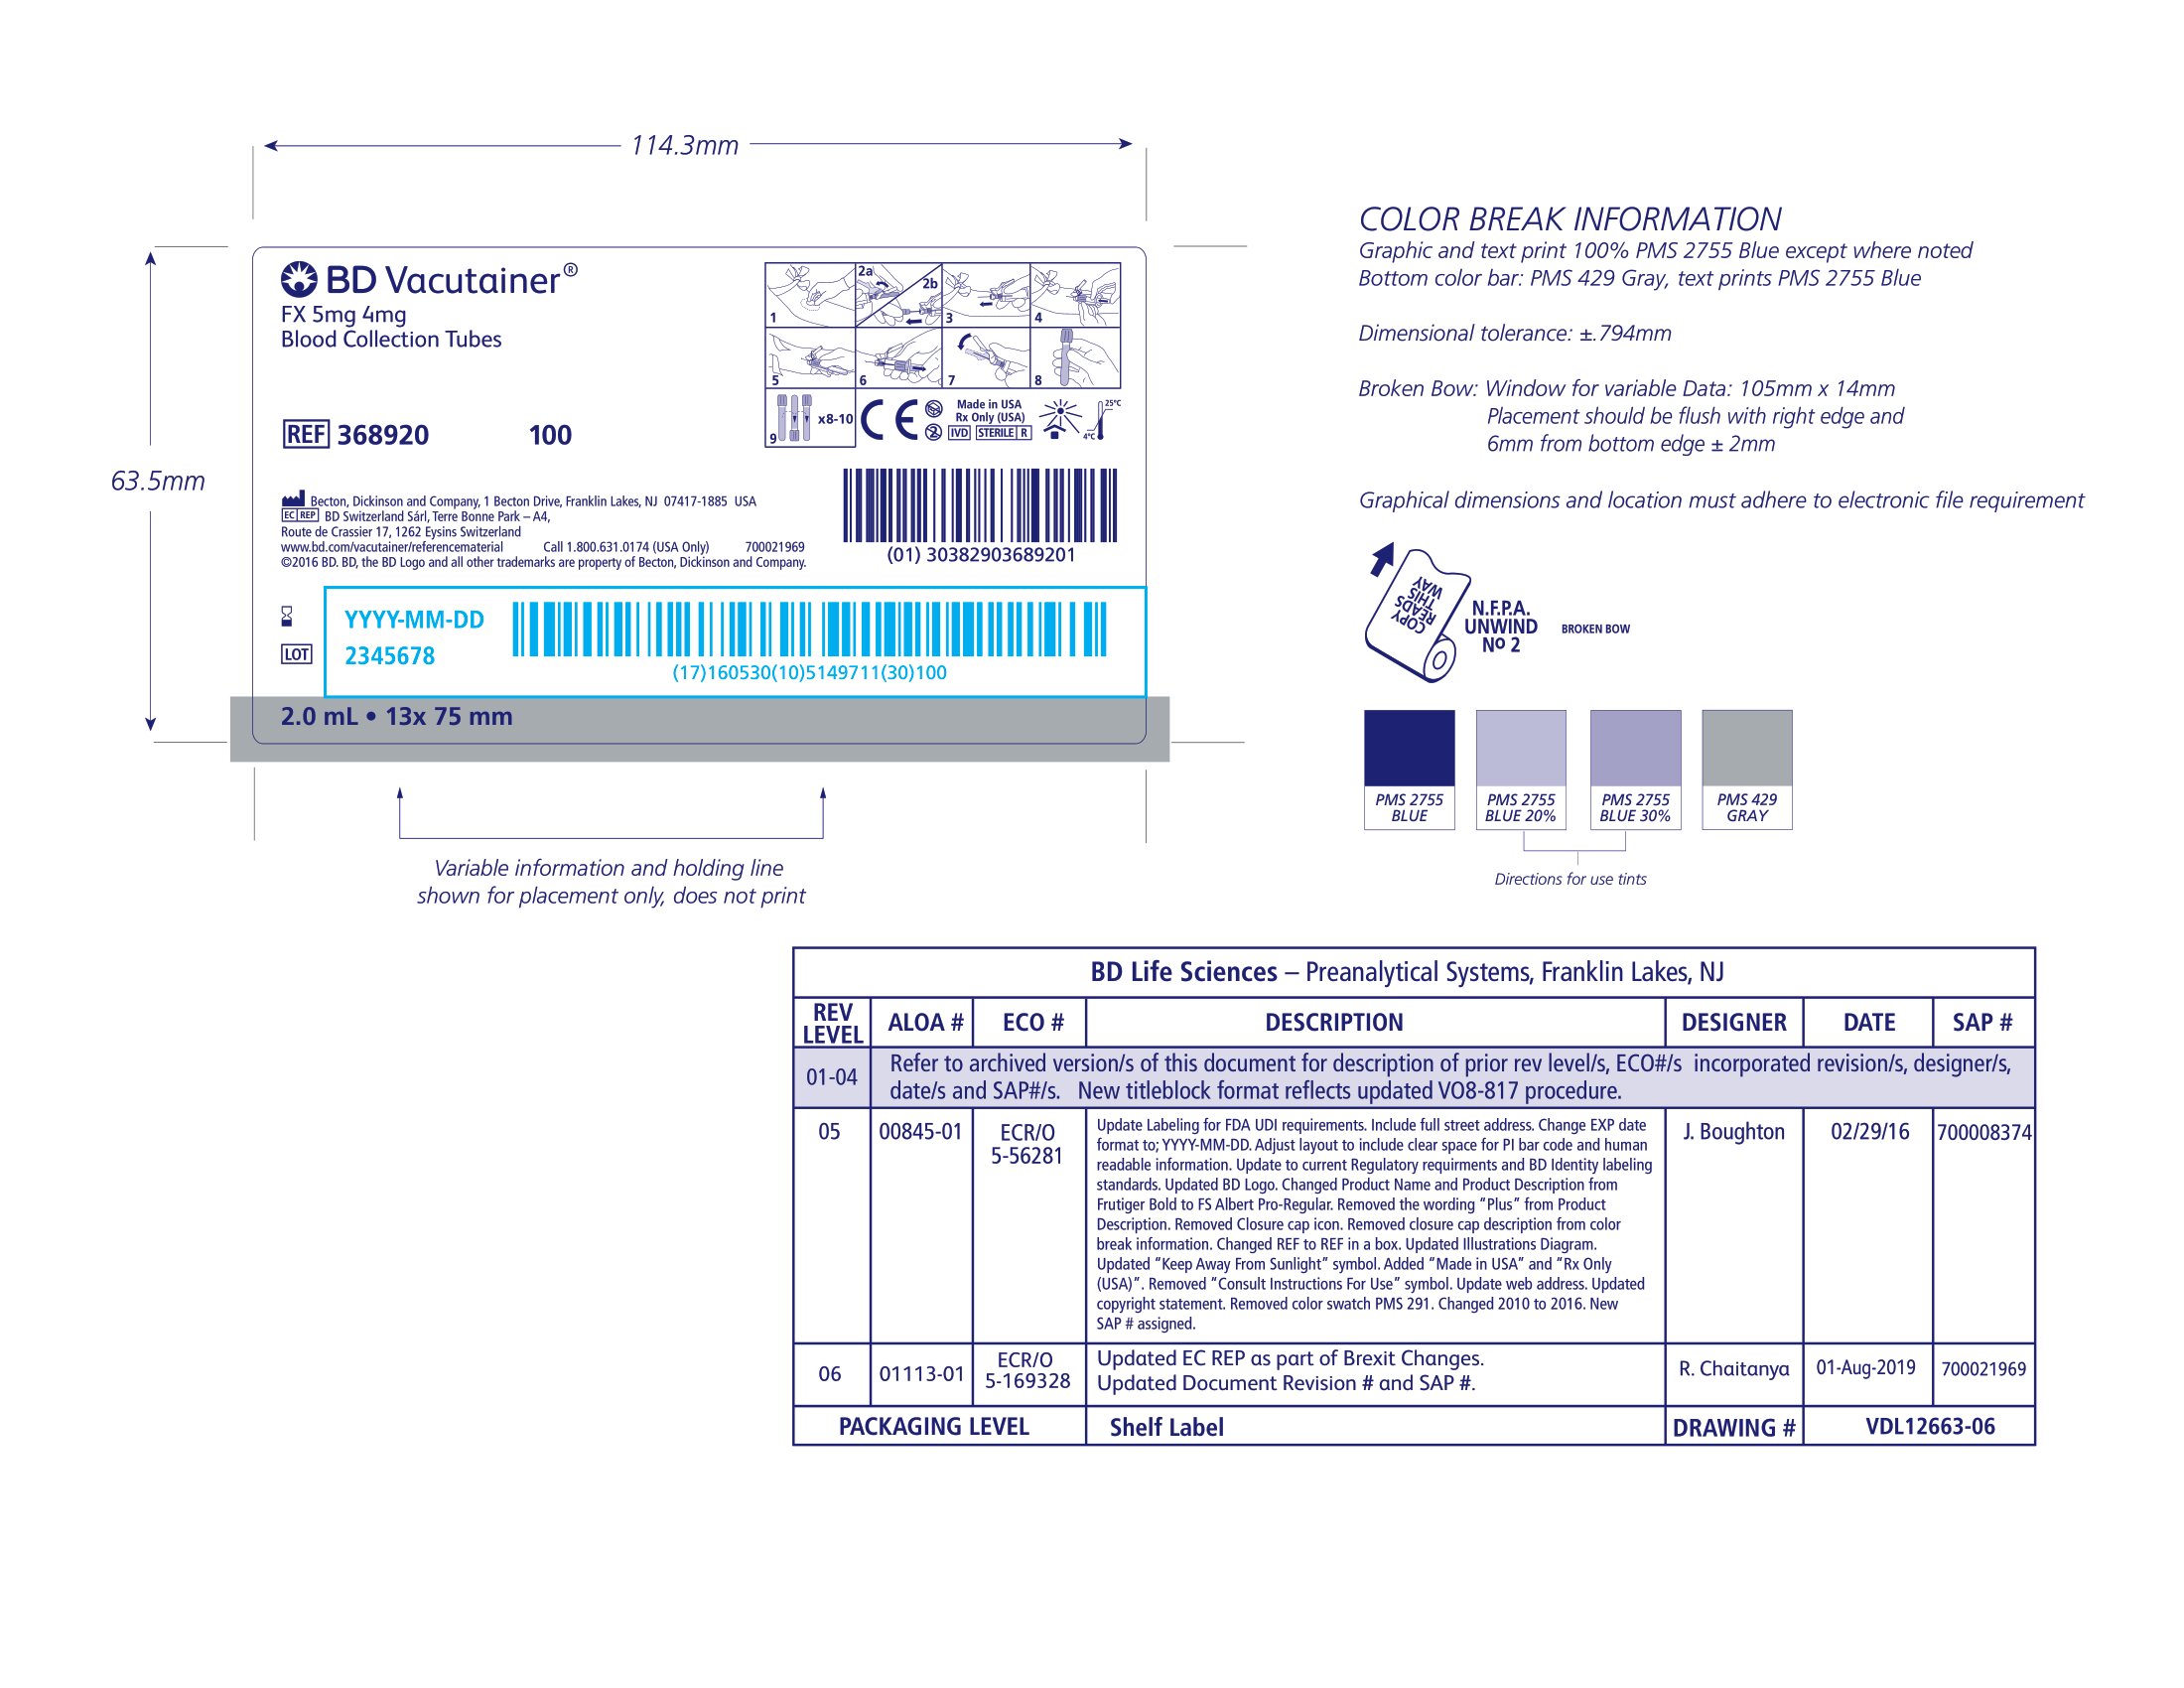 114.3mm
63.5mm
BD Vacutainer®
FX 5mg 4mg
Blood Collection Tubes
REF 368920 100
1
2a
2b
3
4
5
6
7
8
9
x8-10
CE
2
Made in USA
Rx Only (USA)
IVD STERILE R
25°C
4°C
Becton, Dickinson and Company, 1 Becton Drive, Franklin Lakes, NJ 07417-1885 USA
EC REP BD Switzerland Sárl, Terre Bonne Park – A4,
Route de Crassier 17, 1262 Eysins Switzerland
www.bd.com/vacutainer/referencematerial Call 1.800.631.0174 (USA Only) 700021969
©2016 BD. BD, the BD Logo and all other trademarks are property of Becton, Dickinson and Company.
(01) 30382903689201
YYYY-MM-DD
LOT 2345678
(17)160530(10)5149711(30)100
2.0 mL • 13x 75 mm
Variable information and holding line
shown for placement only, does not print
COLOR BREAK INFORMATION
Graphic and text print 100% PMS 2755 Blue except where noted
Bottom color bar: PMS 429 Gray, text prints PMS 2755 Blue
Dimensional tolerance: ±.794mm
Broken Bow: Window for variable Data: 105mm x 14mm
Placement should be flush with right edge and
6mm from bottom edge ± 2mm
Graphical dimensions and location must adhere to electronic file requirement
COPY
READS
THIS
WAY
N.F.P.A.
UNWIND
No 2
BROKEN BOW
PMS 2755
BLUE
PMS 2755
BLUE 20%
PMS 2755
BLUE 30%
PMS 429
GRAY
Directions for use tints
BD Life Sciences – Preanalytical Systems, Franklin Lakes, NJ
REV
LEVEL
ALOA #
ECO #
DESCRIPTION
DESIGNER
DATE
SAP #
01-04
Refer to archived version/s of this document for description of prior rev level/s, ECO#/s incorporated revision/s, designer/s,
date/s and SAP#/s. New titleblock format reflects updated VO8-817 procedure.
05
00845-01
ECR/O
5-56281
Update Labeling for FDA UDI requirements. Include full street address. Change EXP date
format to; YYYY-MM-DD. Adjust layout to include clear space for PI bar code and human
readable information. Update to current Regulatory requirments and BD Identity labeling
standards. Updated BD Logo. Changed Product Name and Product Description from
Frutiger Bold to FS Albert Pro-Regular. Removed the wording “Plus” from Product
Description. Removed Closure cap icon. Removed closure cap description from color
break information. Changed REF to REF in a box. Updated Illustrations Diagram.
Updated “Keep Away From Sunlight” symbol. Added “Made in USA” and “Rx Only
(USA)”. Removed “Consult Instructions For Use” symbol. Update web address. Updated
copyright statement. Removed color swatch PMS 291. Changed 2010 to 2016. New
SAP # assigned.
J. Boughton
02/29/16
700008374
06
01113-01
ECR/O
5-169328
Updated EC REP as part of Brexit Changes.
Updated Document Revision # and SAP #.
R. Chaitanya
01-Aug-2019
700021969
PACKAGING LEVEL
Shelf Label
DRAWING #
VDL12663-06